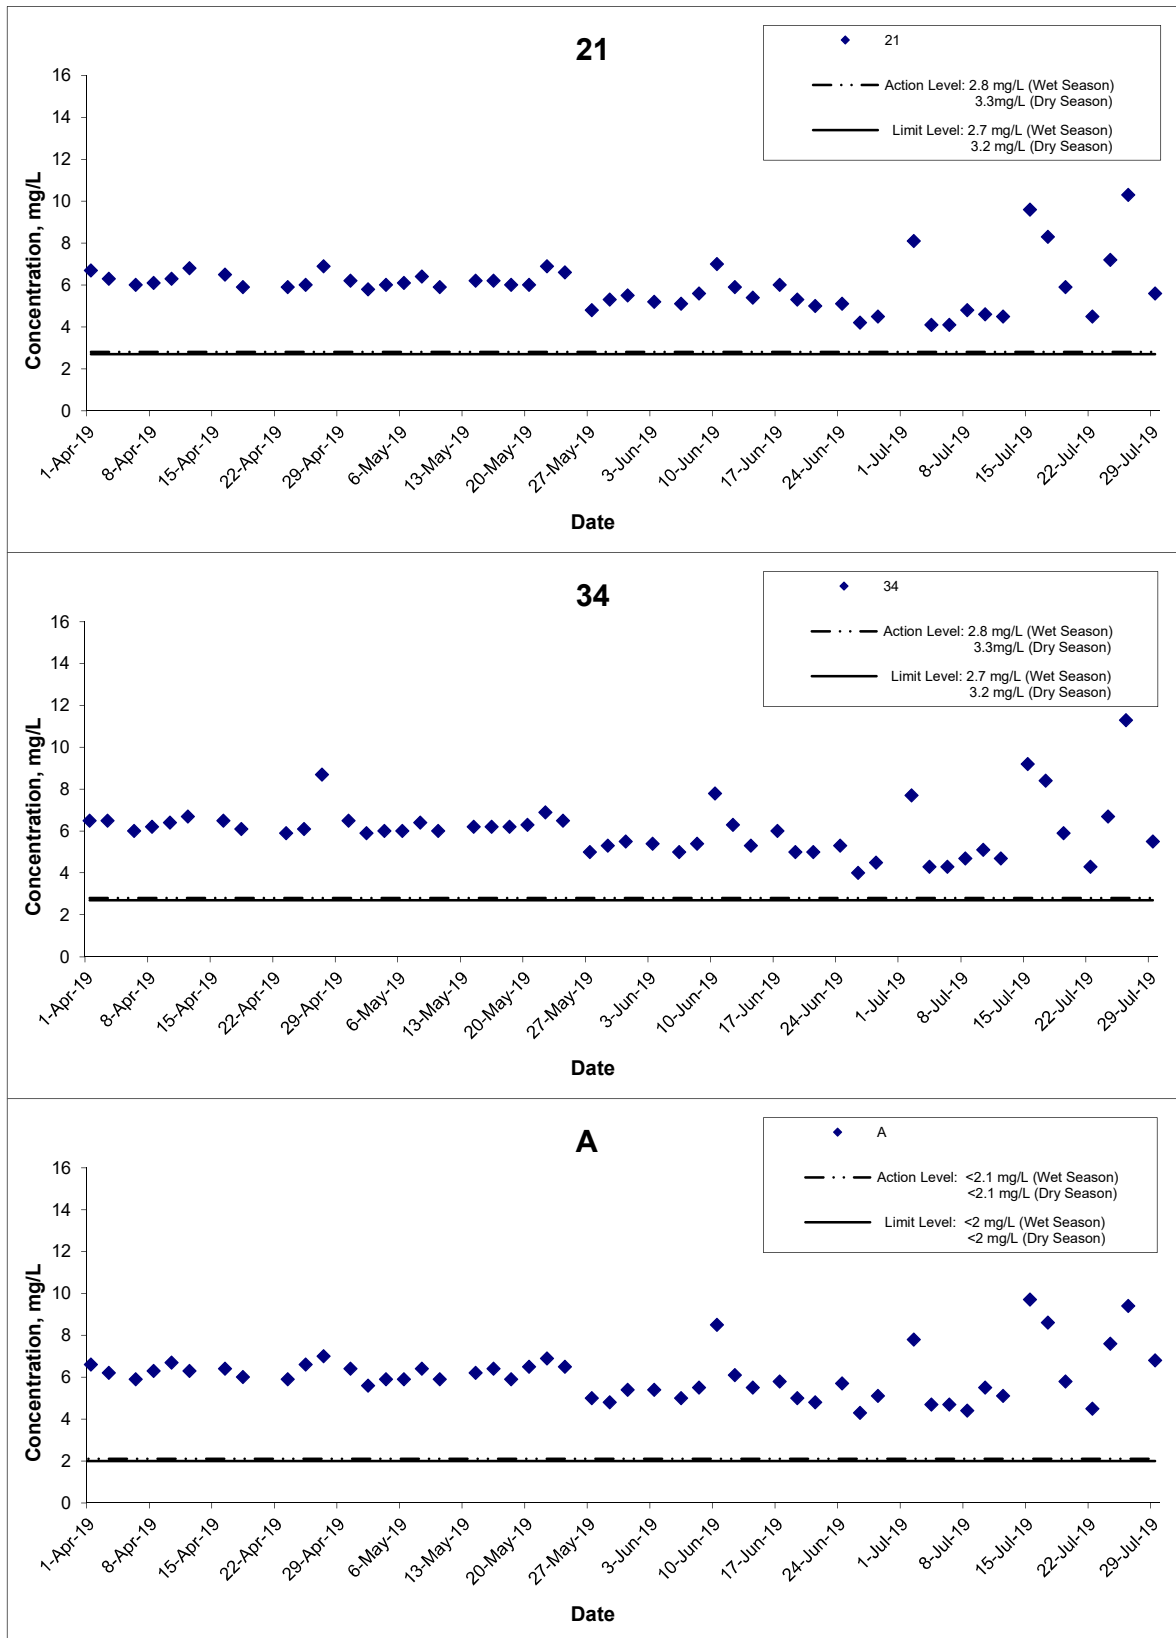 21
21
Action Level: 2.8 mg/L (Wet Season)
3.3mg/L (Dry Season)
Limit Level: 2.7 mg/L (Wet Season)
3.2 mg/L (Dry Season)
Concentration, mg/L
16
14
12
10
8
6
4
2
0
1-Apr-19
8-Apr-19
15-Apr-19
22-Apr-19
29-Apr-19
6-May-19
13-May-19
20-May-19
27-May-19
3-Jun-19
10-Jun-19
17-Jun-19
24-Jun-19
1-Jul-19
8-Jul-19
15-Jul-19
22-Jul-19
29-Jul-19
Date
34
34
Action Level: 2.8 mg/L (Wet Season)
3.3mg/L (Dry Season)
Limit Level: 2.7 mg/L (Wet Season)
3.2 mg/L (Dry Season)
Concentration, mg/L
16
14
12
10
8
6
4
2
0
1-Apr-19
8-Apr-19
15-Apr-19
22-Apr-19
29-Apr-19
6-May-19
13-May-19
20-May-19
27-May-19
3-Jun-19
10-Jun-19
17-Jun-19
24-Jun-19
1-Jul-19
8-Jul-19
15-Jul-19
22-Jul-19
29-Jul-19
Date
A
A
Action Level: <2.1 mg/L (Wet Season)
<2.1 mg/L (Dry Season)
Limit Level: <2 mg/L (Wet Season)
<2 mg/L (Dry Season)
Concentration, mg/L
16
14
12
10
8
6
4
2
0
1-Apr-19
8-Apr-19
15-Apr-19
22-Apr-19
29-Apr-19
6-May-19
13-May-19
20-May-19
27-May-19
3-Jun-19
10-Jun-19
17-Jun-19
24-Jun-19
1-Jul-19
8-Jul-19
15-Jul-19
22-Jul-19
29-Jul-19
Date